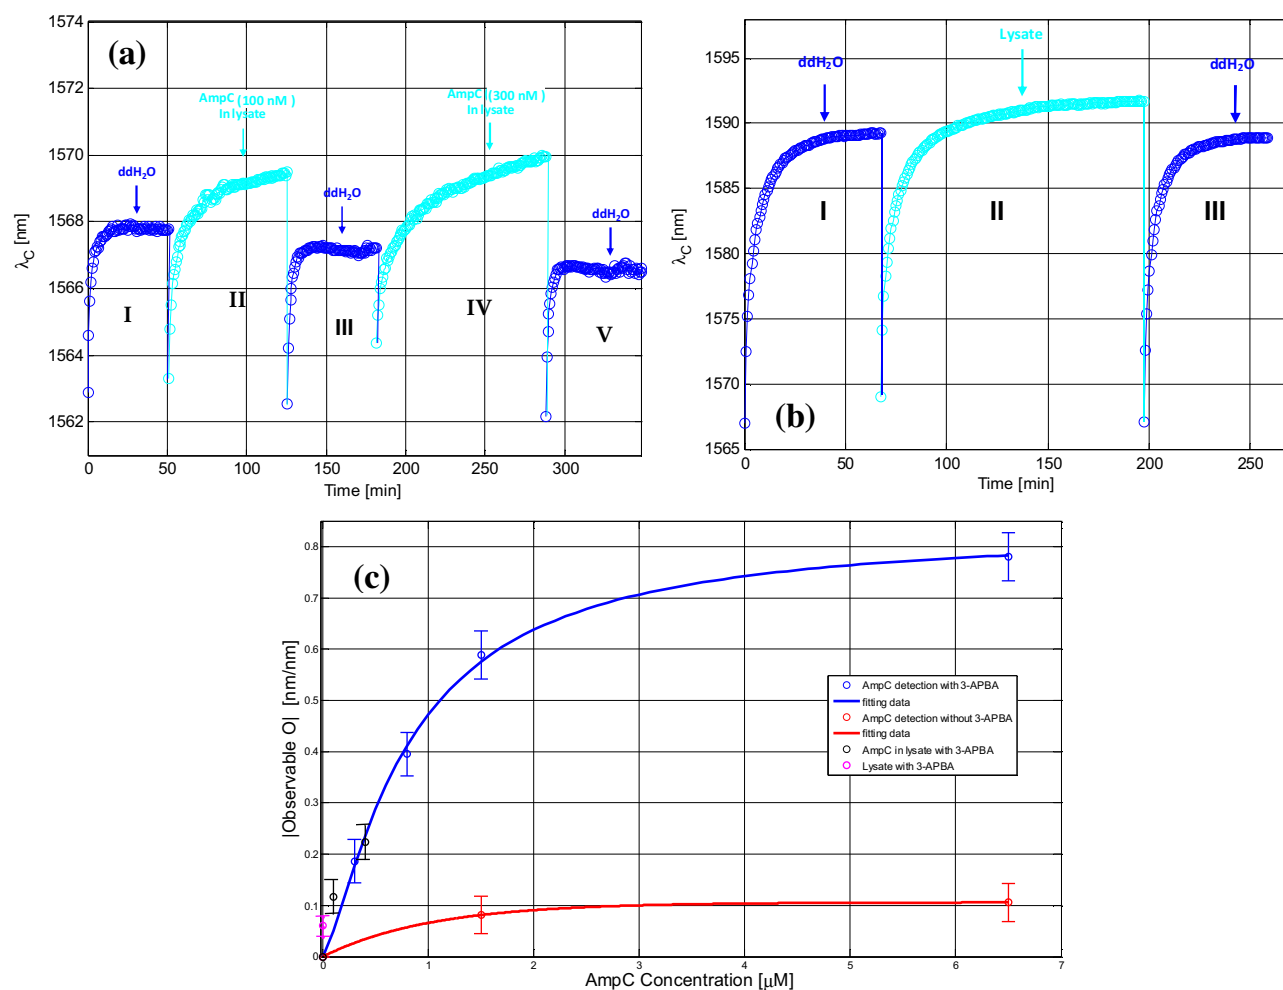 (a)
1574
1572
1570
1568
1566
1564
1562
λC [nm]
ddH2O
AmpC (100 nM )
In lysate
ddH2O
AmpC (300 nM )
In lysate
ddH2O
I
II
III
IV
V
0 50 100 150 200 250 300
Time [min]
(b)
1595
1590
1585
1580
1575
1570
1565
λC [nm]
ddH2O
Lysate
ddH2O
I
II
III
0 50 100 150 200 250
Time [min]
(c)
0.8
0.7
0.6
0.5
0.4
0.3
0.2
0.1
0
|Observable O| [nm/nm]
AmpC detection with 3-APBA
fitting data
AmpC detection without 3-APBA
fitting data
AmpC in lysate with 3-APBA
Lysate with 3-APBA
0 1 2 3 4 5 6 7
AmpC Concentration [μM]